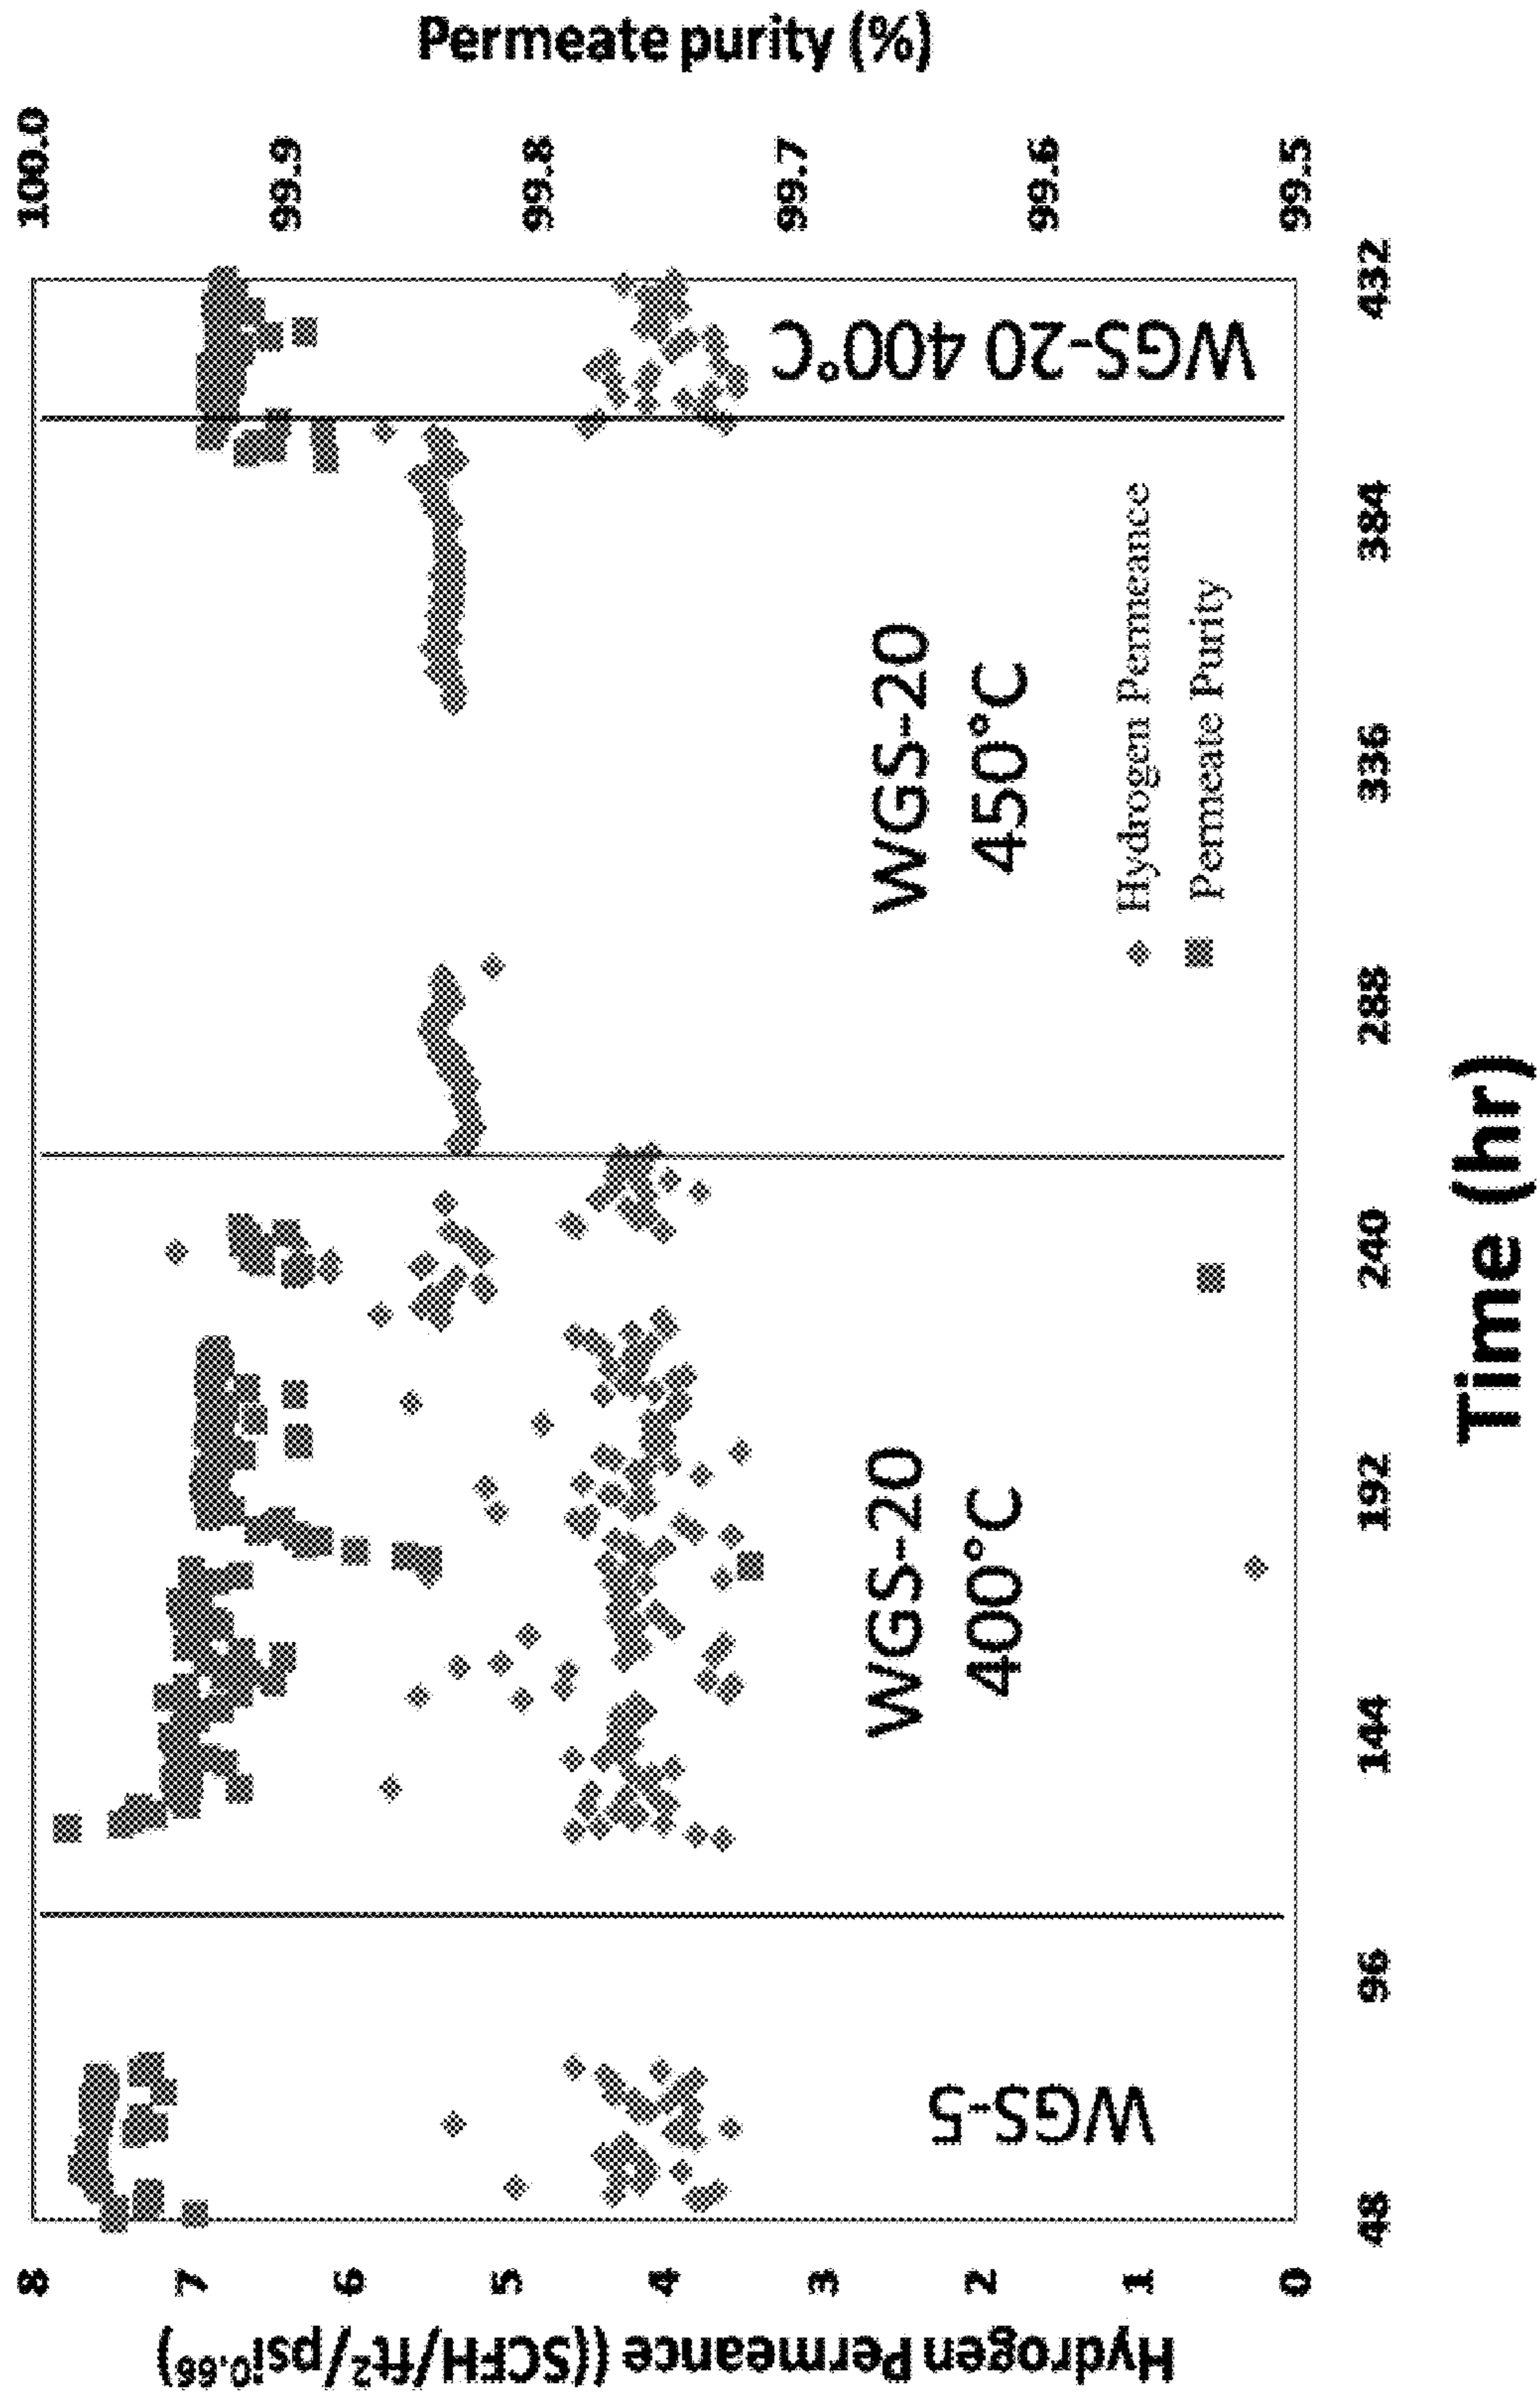 Hydrogen Permeance ((SCFH/ft²/psi⁰·⁶⁸)
8
7
6
5
4
3
2
1
0
Permeate purity (%)
100.0
99.9
99.8
99.7
99.6
99.5
WGS-5
WGS-20
400°C
WGS-20
450°C
WGS-20 400°C
Hydrogen Permeance
Permeate Purity
48
96
144
192
240
288
336
384
432
Time (hr)